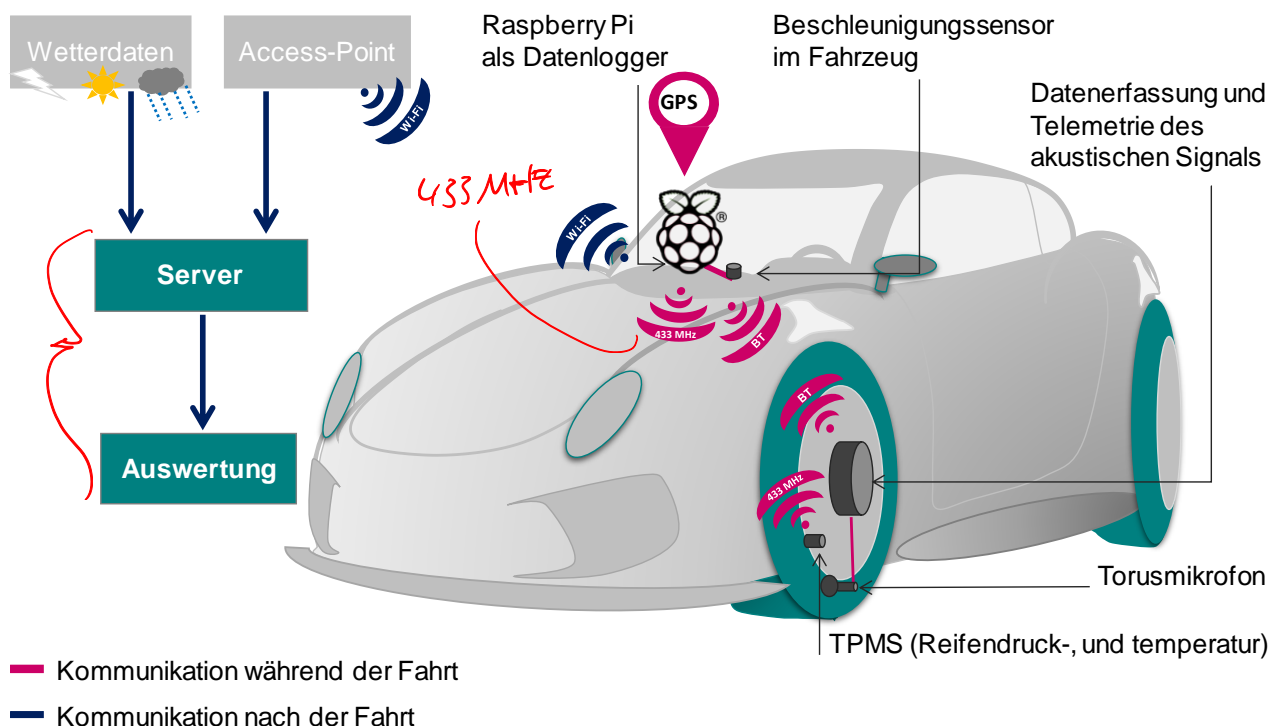 Wetterdaten
Access-Point
Wi-Fi
Raspberry Pi
als Datenlogger
Beschleunigungssensor
im Fahrzeug
GPS
Datenerfassung und
Telemetrie des
akustischen Signals
433 MHz
Wi-Fi
®
Server
433 MHz
BT
BT
Auswertung
433 MHz
Torusmikrofon
TPMS (Reifendruck-, und temperatur)
Kommunikation während der Fahrt
Kommunikation nach der Fahrt